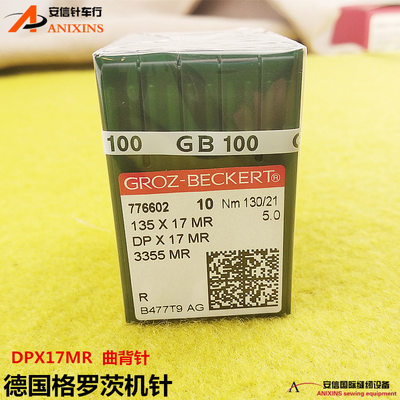 安信针车行
ANIXINS
100 GB 100
GROZ-BECKERT®
776602 10 Nm 130/21
135 X 17 MR 5.0
DP X 17 MR
3355 MR
R
B477T9 AG
DPX17MR 曲背针
德国格罗茨机针
安信国际缝纫设备
ANIXINS sewing equipment